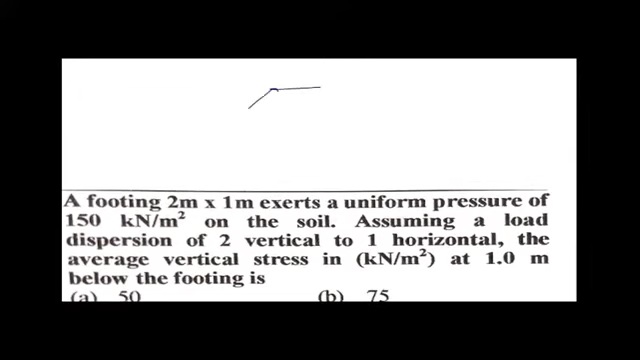 A footing 2m x 1m exerts a uniform pressure of
150 kN/m² on the soil. Assuming a load
dispersion of 2 vertical to 1 horizontal, the
average vertical stress in (kN/m²) at 1.0 m
below the footing is
(a) 50 (b) 75